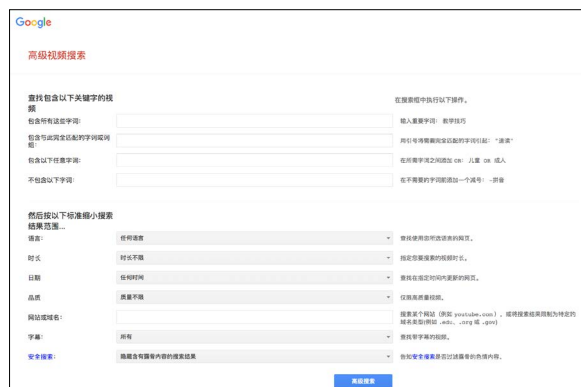 Google
高级视频搜索
查找包含以下关键字的视
频
在搜索框中执行以下操作。
包含所有这些字词：
输入重要字词： 教学技巧
包含与此完全匹配的字词或词
组：
用引号将需要完全匹配的字词引起： "速读"
包含以下任意字词：
在所需字词之间添加 OR： 儿童 OR 成人
不包含以下字词：
在不需要的字词前添加一个减号： -拼音
然后按以下标准缩小搜索
结果范围...
语言： 任何语言 查找使用您所选语言的网页。
时长 时长不限 指定您要搜索的视频时长。
日期 任何时间 查找在指定时间内更新的网页。
品质 质量不限 仅限高质量视频。
网站或域名：
搜索某个网站（例如 youtube.com），或将搜索结果限制为特定的
域名类型(例如 .edu、.org 或 .gov)
字幕： 所有 查找带字幕的视频。
安全搜索： 隐藏含有露骨内容的搜索结果 告知安全搜索是否过滤露骨的色情内容。
高级搜索